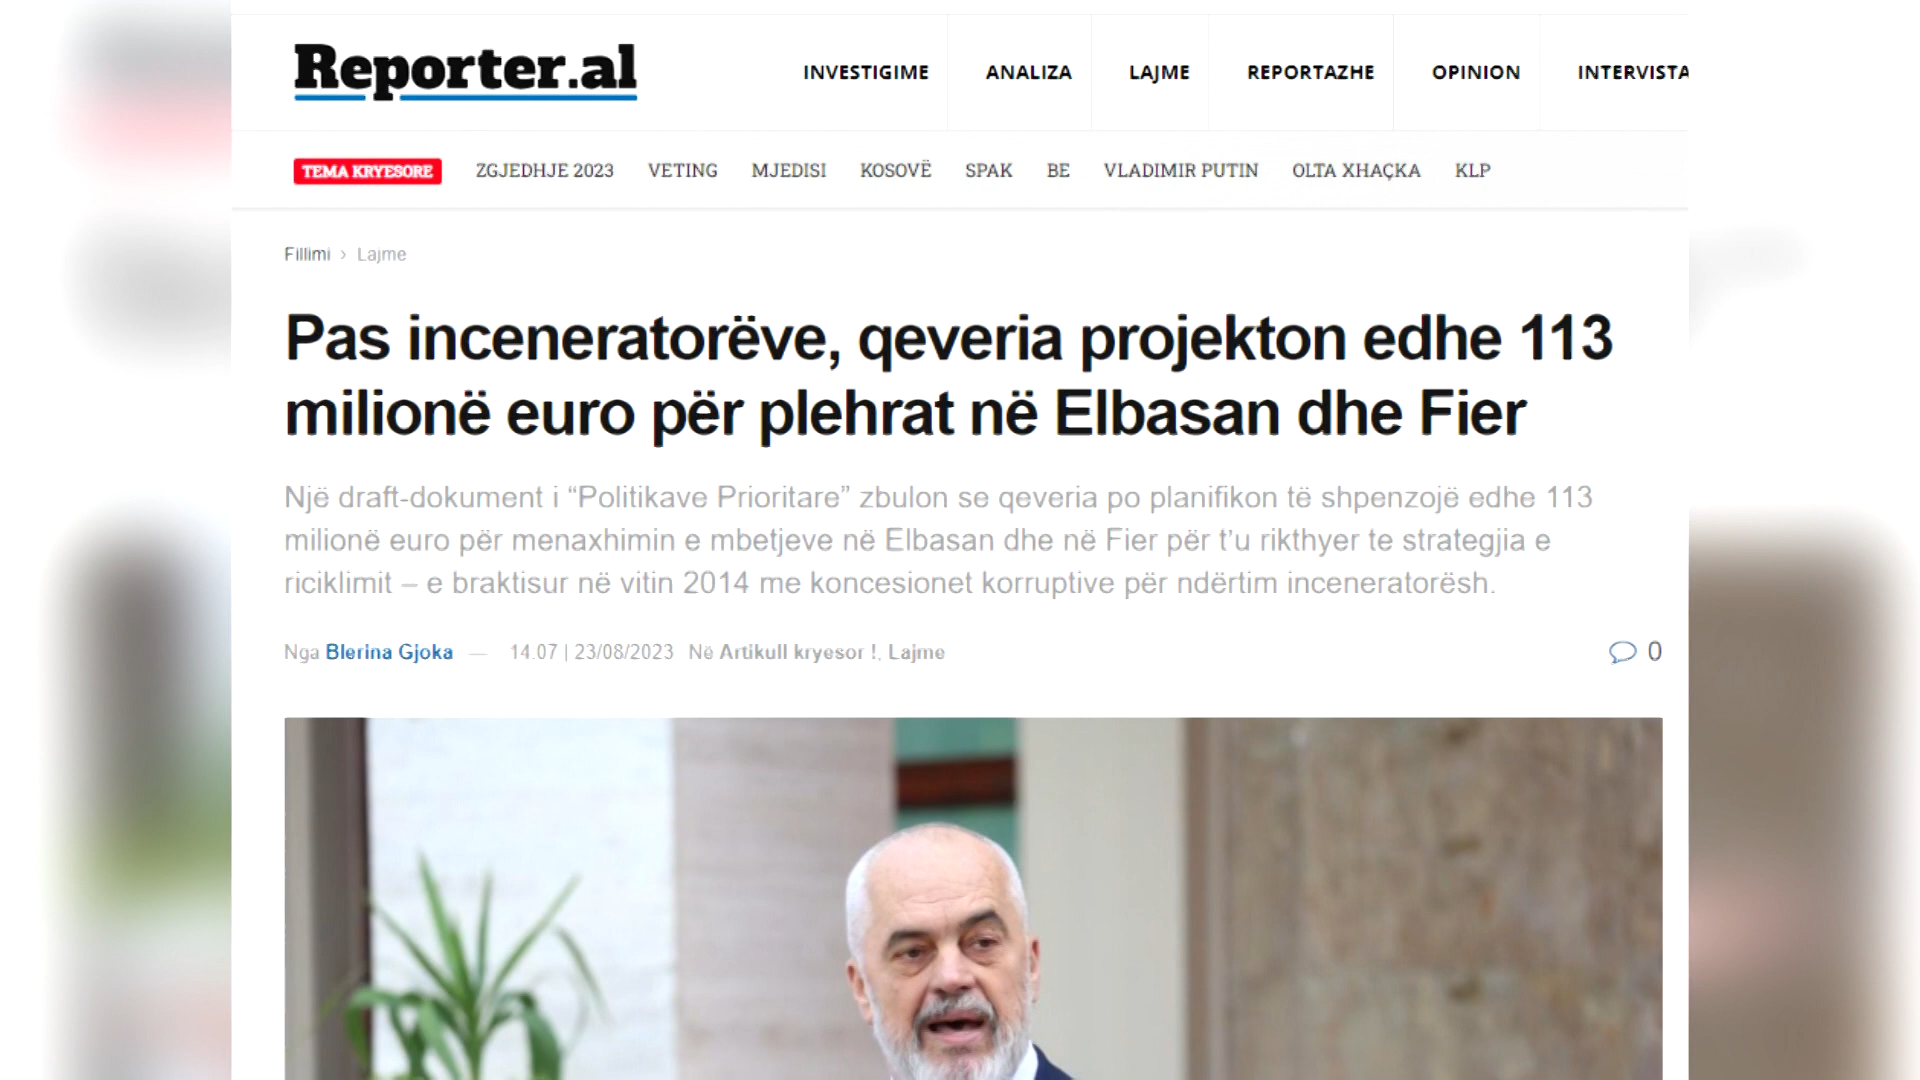 Reporter.al
INVESTIGIME ANALIZA LAJME REPORTAZHE OPINION INTERVISTA
TEMA KRYESORE ZGJEDHJE 2023 VETING MJEDISI KOSOVË SPAK BE VLADIMIR PUTIN OLTA XHAÇKA KLP
Fillimi › Lajme
Pas inceneratorëve, qeveria projekton edhe 113
milionë euro për plehrat në Elbasan dhe Fier
Një draft-dokument i “Politikave Prioritare” zbulon se qeveria po planifikon të shpenzojë edhe 113
milionë euro për menaxhimin e mbetjeve në Elbasan dhe në Fier për t’u rikthyer te strategjia e
riciklimit – e braktisur në vitin 2014 me koncesionet korruptive për ndërtim inceneratorësh.
Nga Blerina Gjoka — 14.07 | 23/08/2023 Në Artikull kryesor !, Lajme 0